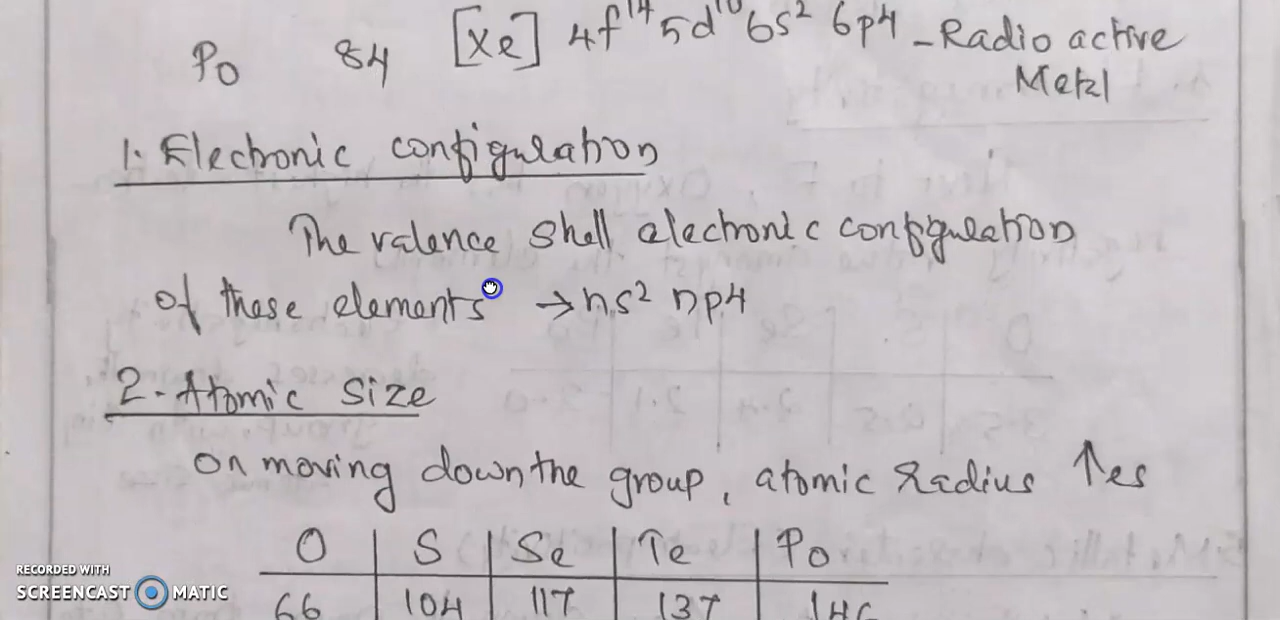 Po 84 [Xe] 4f14 5d10 6s2 6p4 - Radio active
Metal
1. Electronic configuration
The valence shell electronic configuration
of these elements → ns2 np4
2. Atomic size
on moving down the group, atomic radius ↑es
O | S | Se | Te | Po
66 | 104 | 117 | 137 | 146
RECORDED WITH
SCREENCAST MATIC